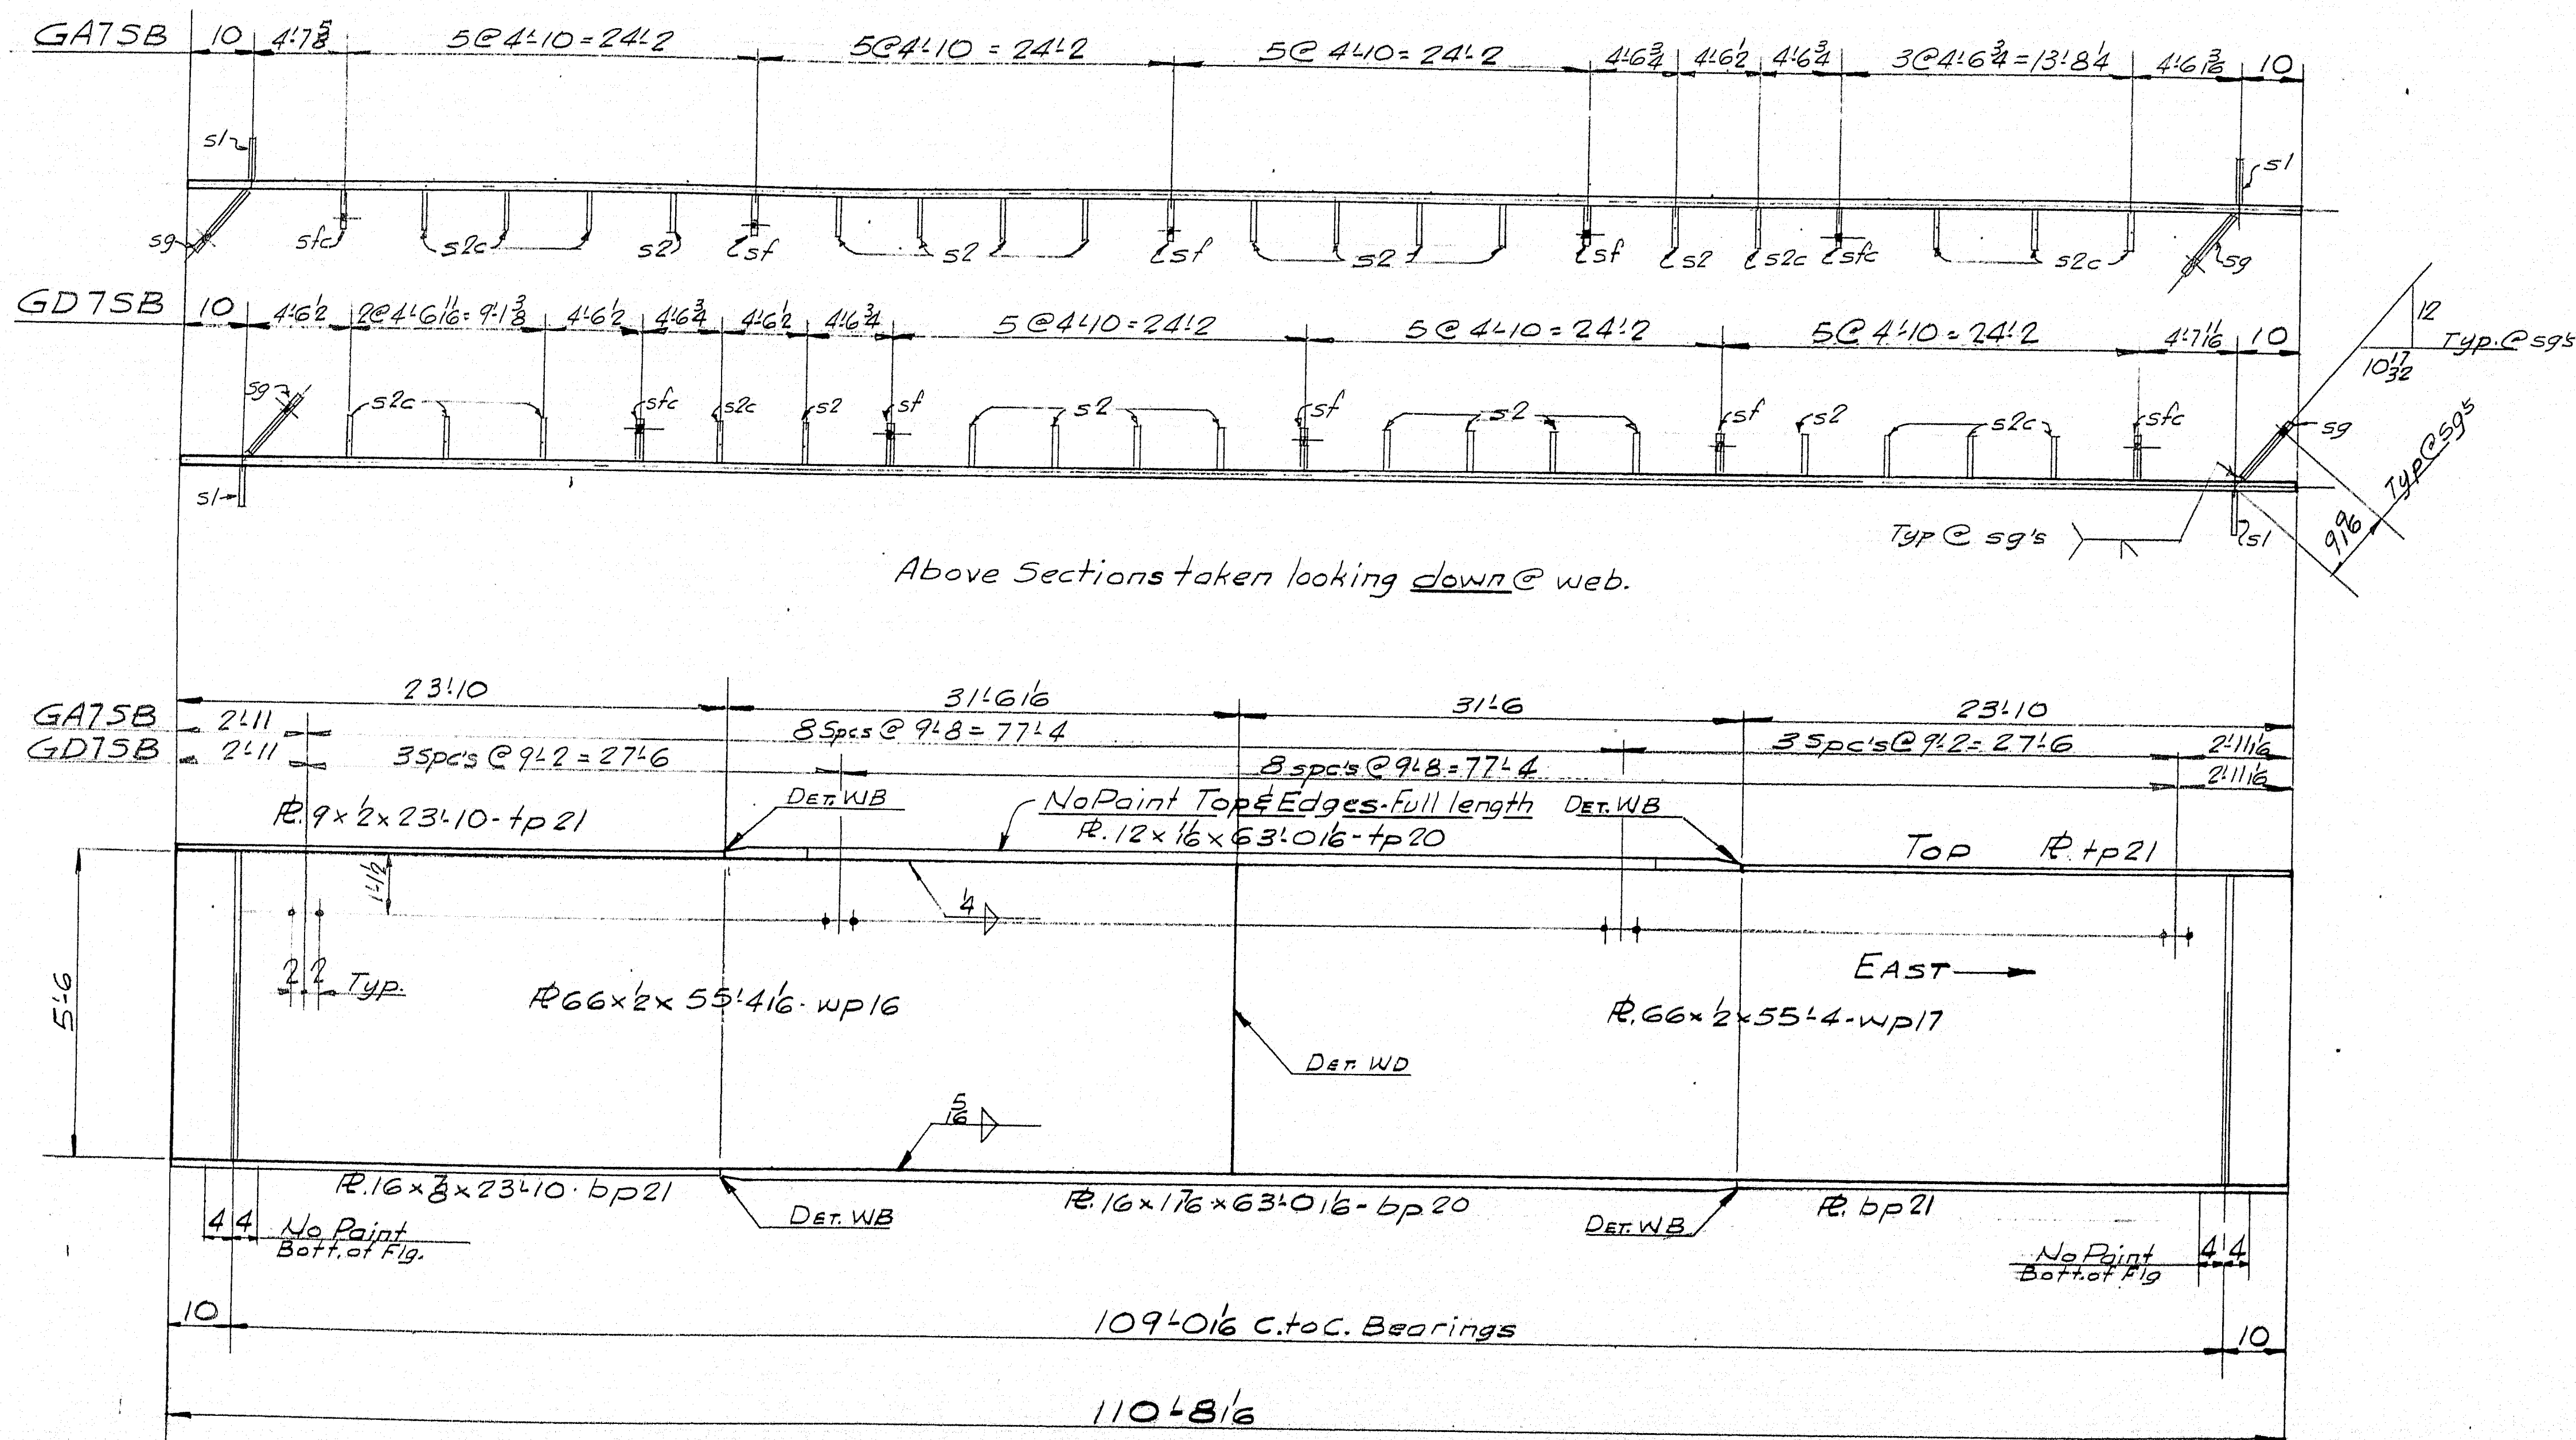 GA7SB 10 4'-7 5/8 5@4'-10=24'-2 5@4'-10=24'-2 5@4'-10=24'-2 4'-6 3/4 4'-6 1/2 4'-6 3/4 3@4'-6 3/4=13'-8 1/4 4'-6 3/16 10
s1 s1
sg sfc s2c s2 sf s2 sf s2 sf s2 s2c sfc s2c sg
GD7SB 10 4'-6 1/2 2@4'-6 11/16=9'-1 3/8 4'-6 1/2 4'-6 3/4 4'-6 1/2 4'-6 3/4 5@4'-10=24'-2 5@4'-10=24'-2 5@4'-10=24'-2 4'-7 11/16 10
12
10 17/32 Typ.@sg's
sg s2c sfc s2c s2 sf s2 sf s2 sf s2 s2c sfc sg
Typ@sg's
9 9/16
s1 s1
Typ@sg's
Above Sections taken looking down@web.
23'-10 31'-6 1/16 31'-6 23'-10
GA7SB 2'-11 8 Spcs@9'-8=77'-4 3 Spc's@9'-2=27'-6 2'-11 1/16
GD7SB 2'-11 3 Spc's@9'-2=27'-6 8 spc's@9'-8=77'-4 2'-11 1/16
DET. WB No Paint Top & Edges-Full length DET. WB
PL.9×1/2×23'-10-tp21 PL.12×1/16×63'-0 1/16-tp20 TOP PL.tp21
1'-1 1/2
1/4
5'-6
2 2 Typ. EAST
PL66×1/2×55'-4 1/16-wp16 PL.66×1/2×55'-4-wp17
DET. WD
5/16
PL.16×7/8×23'-10-bp21 DET. WB PL.16×1 7/16×63'-0 1/16-bp20 DET. WB PL.bp21
4 4 No Paint
Bott.of Flg.
No Paint 4 4
Bott.of Flg
10 109'-0 1/16 C.toC. Bearings 10
110'-8 1/16